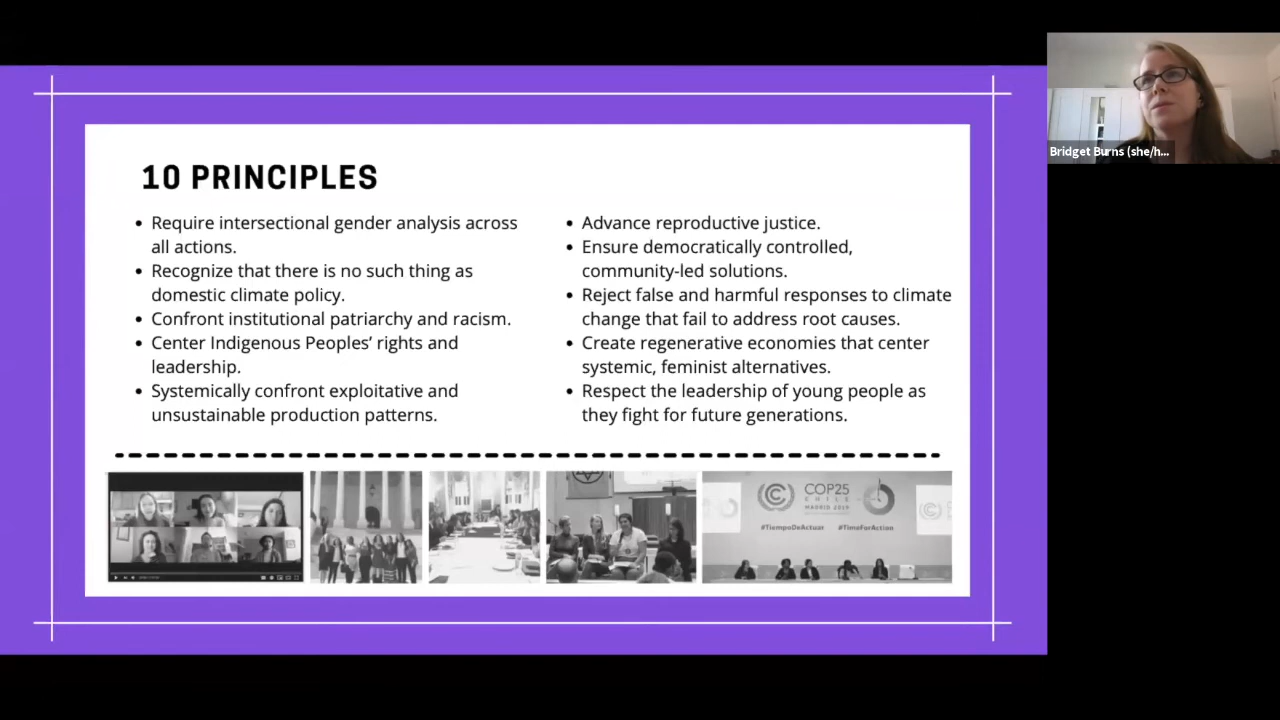 10 PRINCIPLES
• Require intersectional gender analysis across
all actions.
• Recognize that there is no such thing as
domestic climate policy.
• Confront institutional patriarchy and racism.
• Center Indigenous Peoples’ rights and
leadership.
• Systemically confront exploitative and
unsustainable production patterns.
• Advance reproductive justice.
• Ensure democratically controlled,
community-led solutions.
• Reject false and harmful responses to climate
change that fail to address root causes.
• Create regenerative economies that center
systemic, feminist alternatives.
• Respect the leadership of young people as
they fight for future generations.
COP25
CHILE
MADRID 2019
#TiempoDeActuar #TimeForAction
Bridget Burns (she/h...